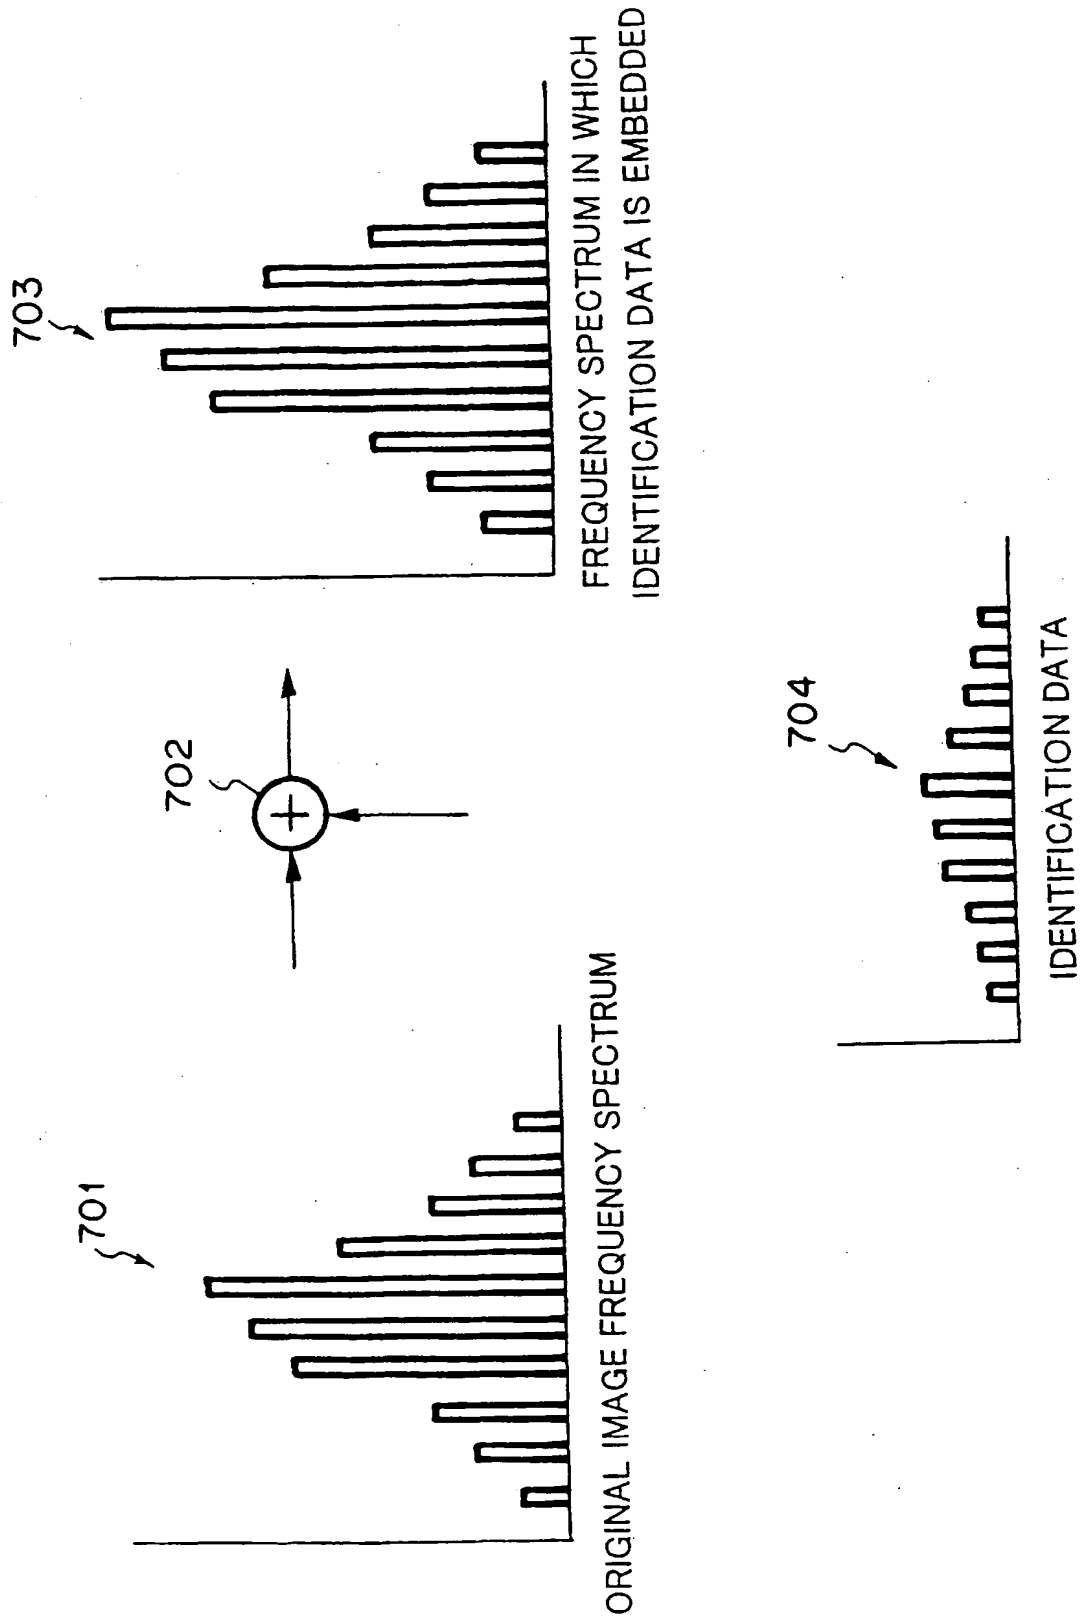 701
ORIGINAL IMAGE FREQUENCY SPECTRUM
702
+
703
FREQUENCY SPECTRUM IN WHICH
IDENTIFICATION DATA IS EMBEDDED
704
IDENTIFICATION DATA